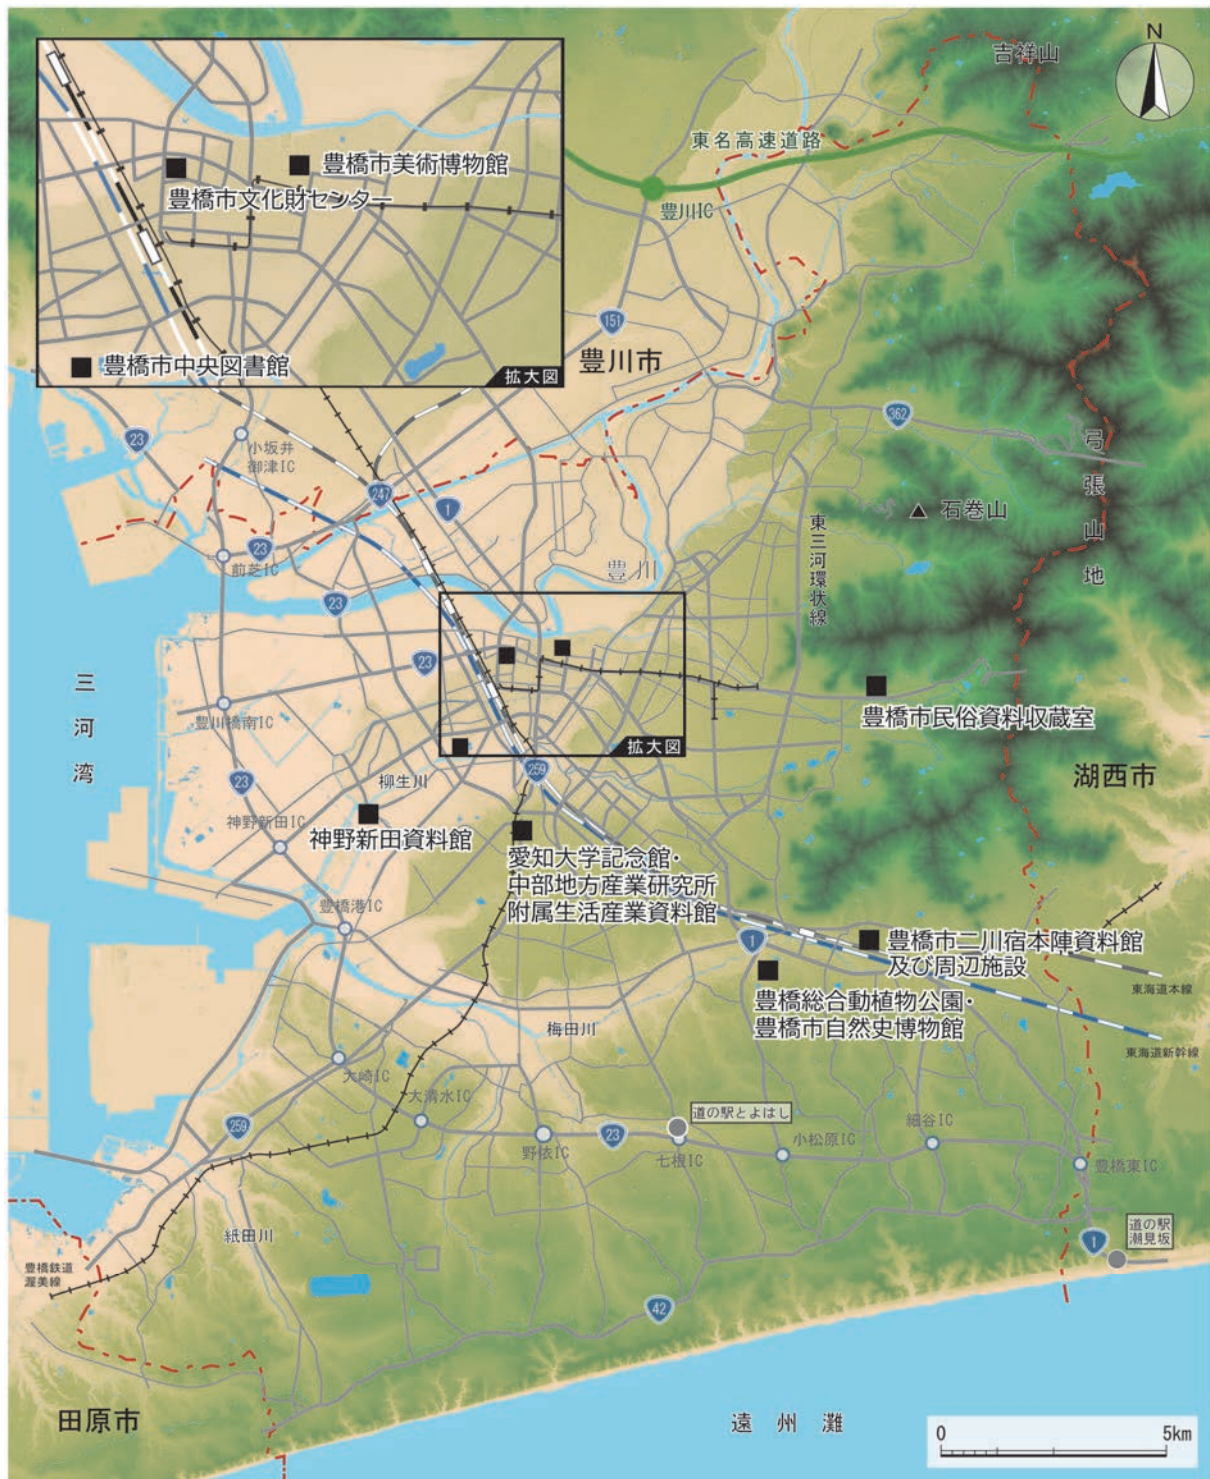 N
吉祥山
東名高速道路
豊川IC
豊橋市美術博物館
豊橋市文化財センター
豊橋市中央図書館
拡大図
151
豊川市
362
弓張山地
23
小坂井
御津IC
247
1
石巻山
東三河環状線
23
前芝IC
豊川
23
三河湾
23
豊川橋南IC
豊橋市民俗資料収蔵室
拡大図
湖西市
259
23
柳生川
神野新田IC
神野新田資料館
愛知大学記念館・
中部地方産業研究所
附属生活産業資料館
豊橋港IC
1
豊橋市二川宿本陣資料館
及び周辺施設
東海道本線
豊橋総合動植物公園・
豊橋市自然史博物館
梅田川
東海道新幹線
大崎IC
大清水IC
259
道の駅とよはし
野依IC
23
七根IC
小松原IC
細谷IC
豊橋東IC
紙田川
道の駅
潮見坂
1
豊橋鉄道
渥美線
42
田原市
遠州灘
0
5km